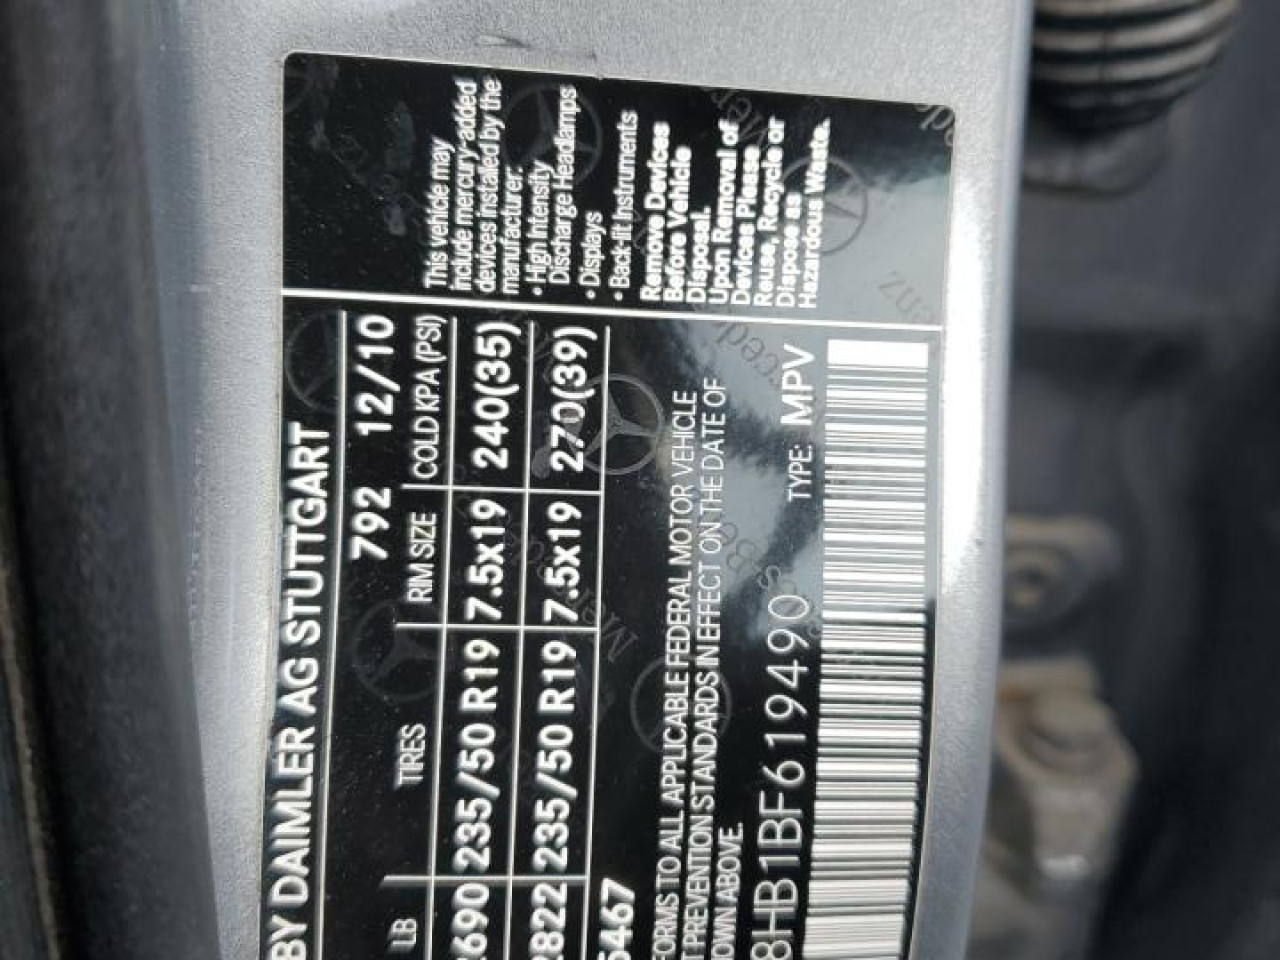 BY DAIMLER AG STUTTGART
792 12/10
LB TIRES RIM SIZE COLD KPA (PSI)
2690 235/50 R19 7.5x19 240(35)
2822 235/50 R19 7.5x19 270(39)
5467
FORMS TO ALL APPLICABLE FEDERAL MOTOR VEHICLE
T PREVENTION STANDARDS IN EFFECT ON THE DATE OF
OWN ABOVE.
8HB1BF619490 TYPE: MPV
This vehicle may
include mercury-added
devices installed by the
manufacturer:
• High Intensity
Discharge Headlamps
• Displays
• Back-lit Instruments
Remove Devices
Before Vehicle
Disposal.
Upon Removal of
Devices Please
Reuse, Recycle or
Dispose as
Hazardous Waste.